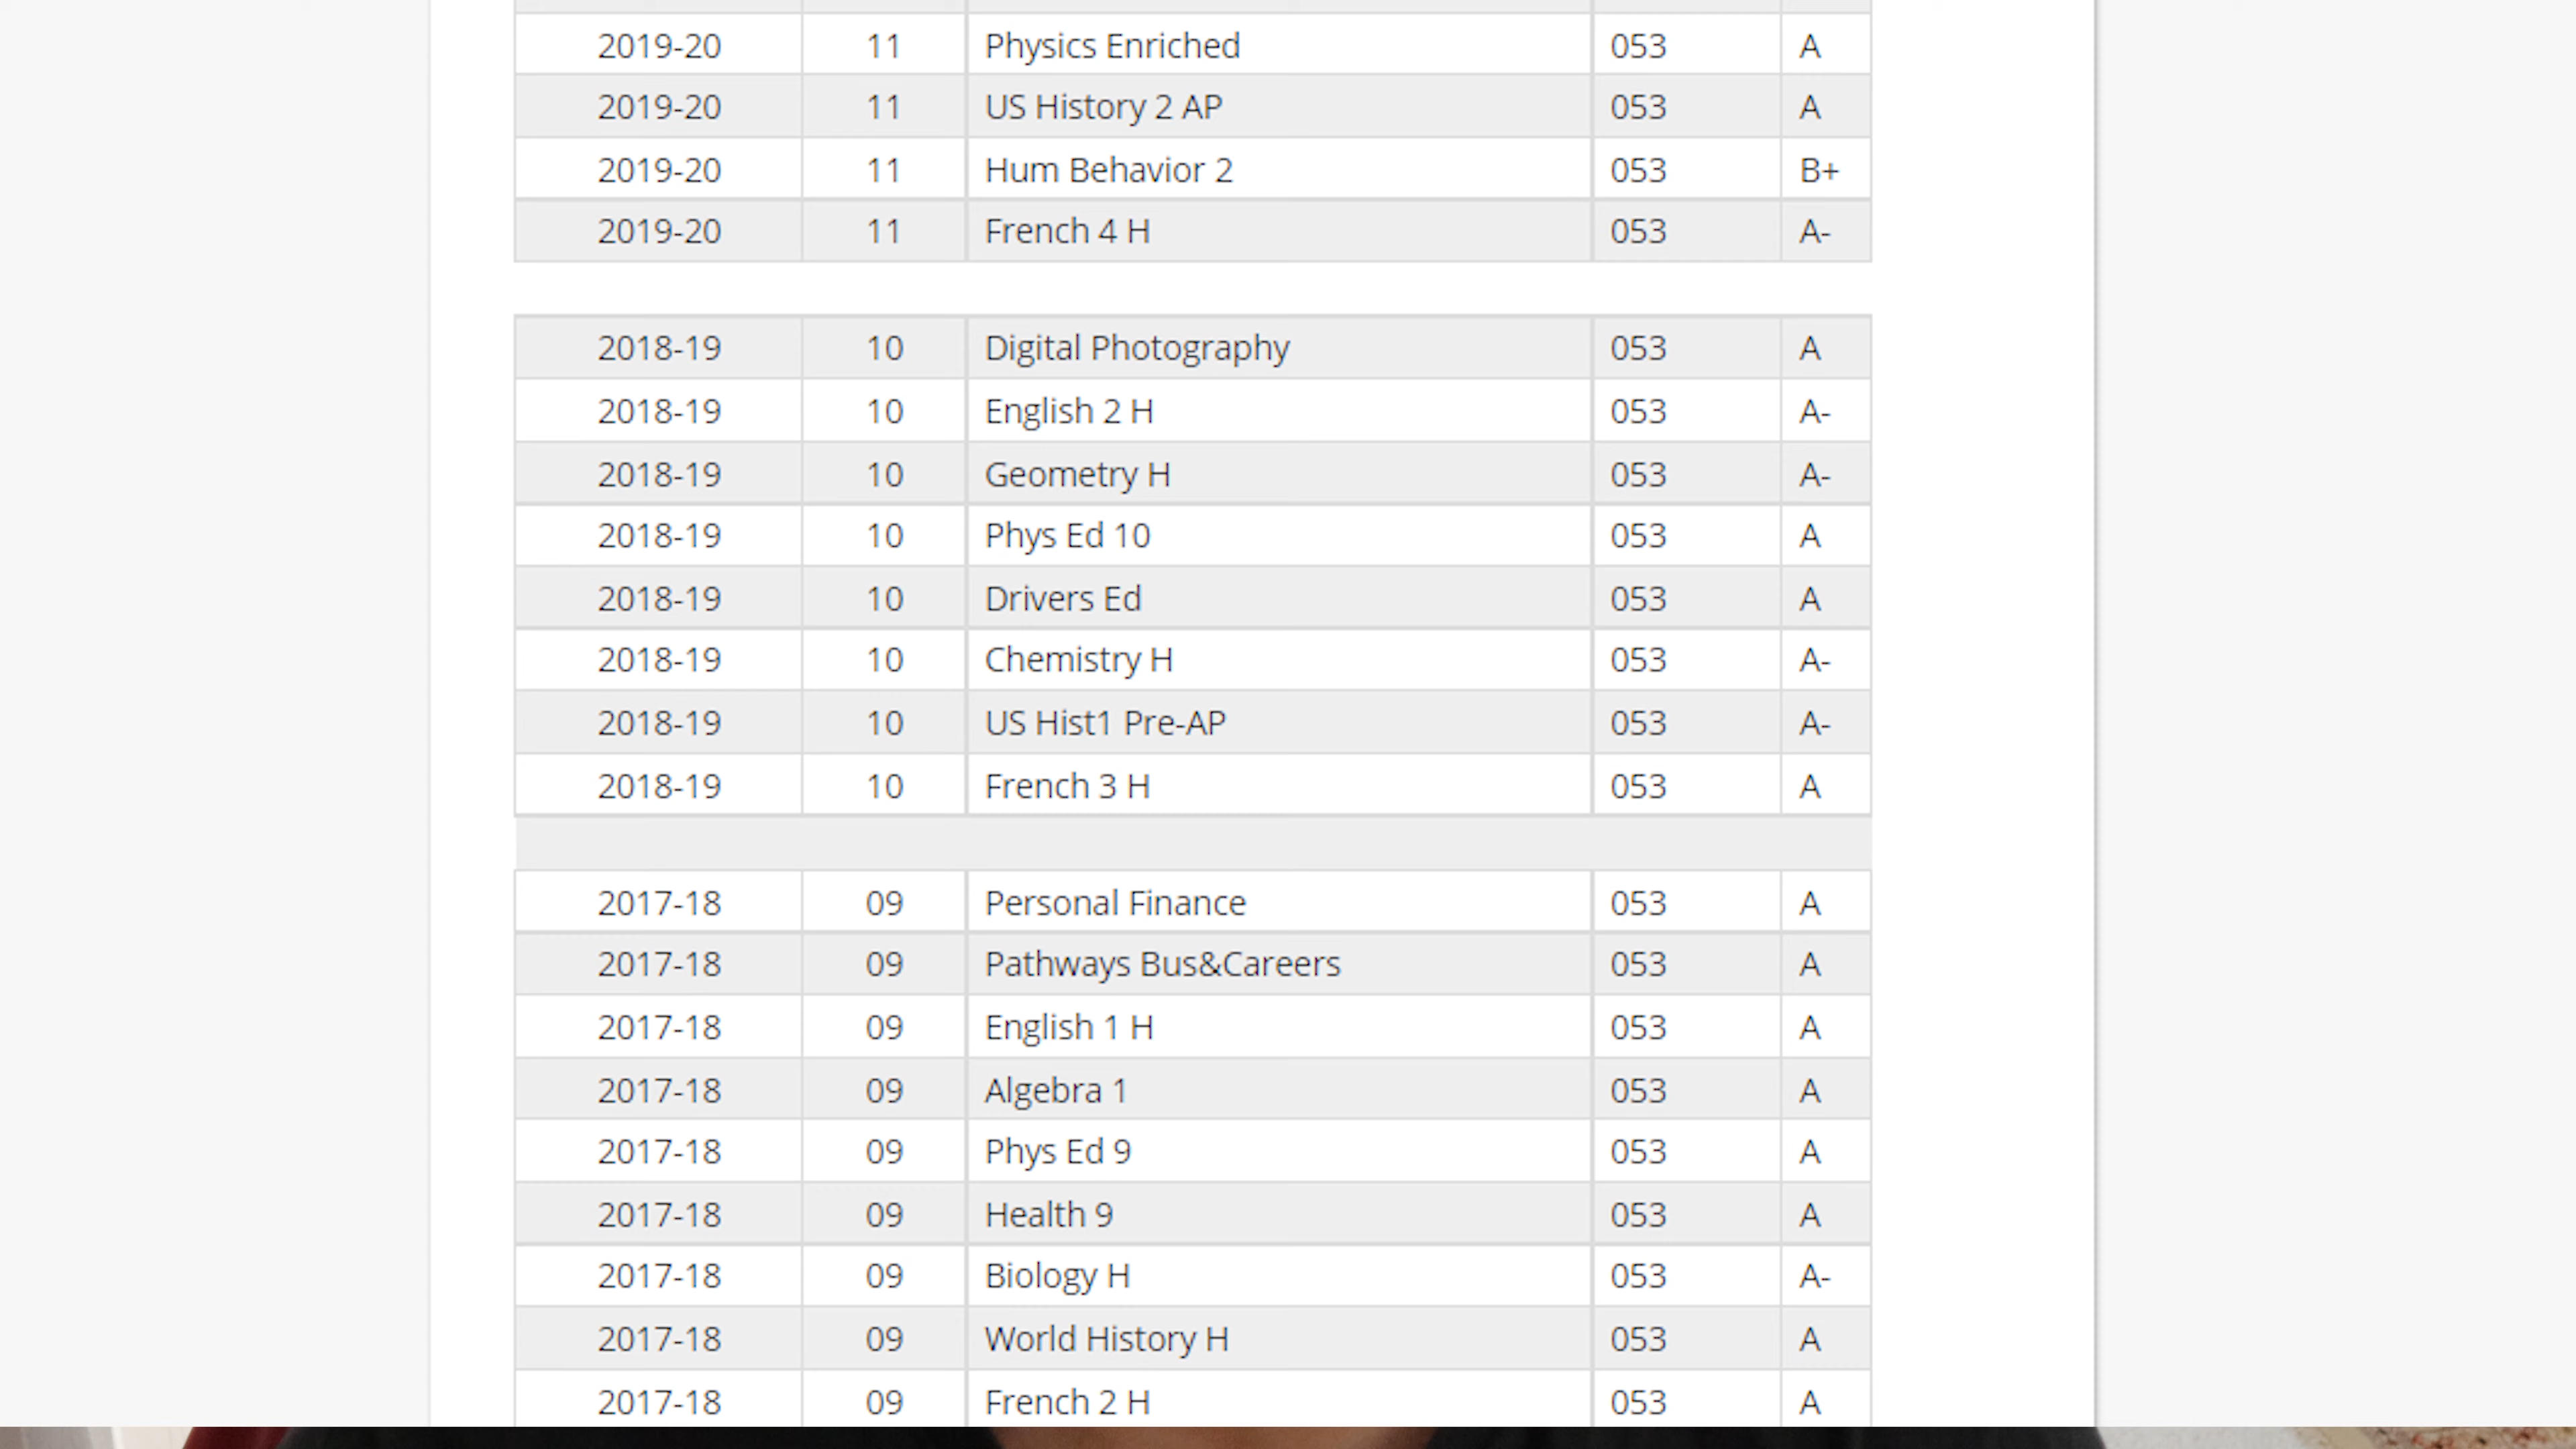 2019-20 11 Physics Enriched 053 A
2019-20 11 US History 2 AP 053 A
2019-20 11 Hum Behavior 2 053 B+
2019-20 11 French 4 H 053 A-
2018-19 10 Digital Photography 053 A
2018-19 10 English 2 H 053 A-
2018-19 10 Geometry H 053 A-
2018-19 10 Phys Ed 10 053 A
2018-19 10 Drivers Ed 053 A
2018-19 10 Chemistry H 053 A-
2018-19 10 US Hist1 Pre-AP 053 A-
2018-19 10 French 3 H 053 A
2017-18 09 Personal Finance 053 A
2017-18 09 Pathways Bus&Careers 053 A
2017-18 09 English 1 H 053 A
2017-18 09 Algebra 1 053 A
2017-18 09 Phys Ed 9 053 A
2017-18 09 Health 9 053 A
2017-18 09 Biology H 053 A-
2017-18 09 World History H 053 A
2017-18 09 French 2 H 053 A